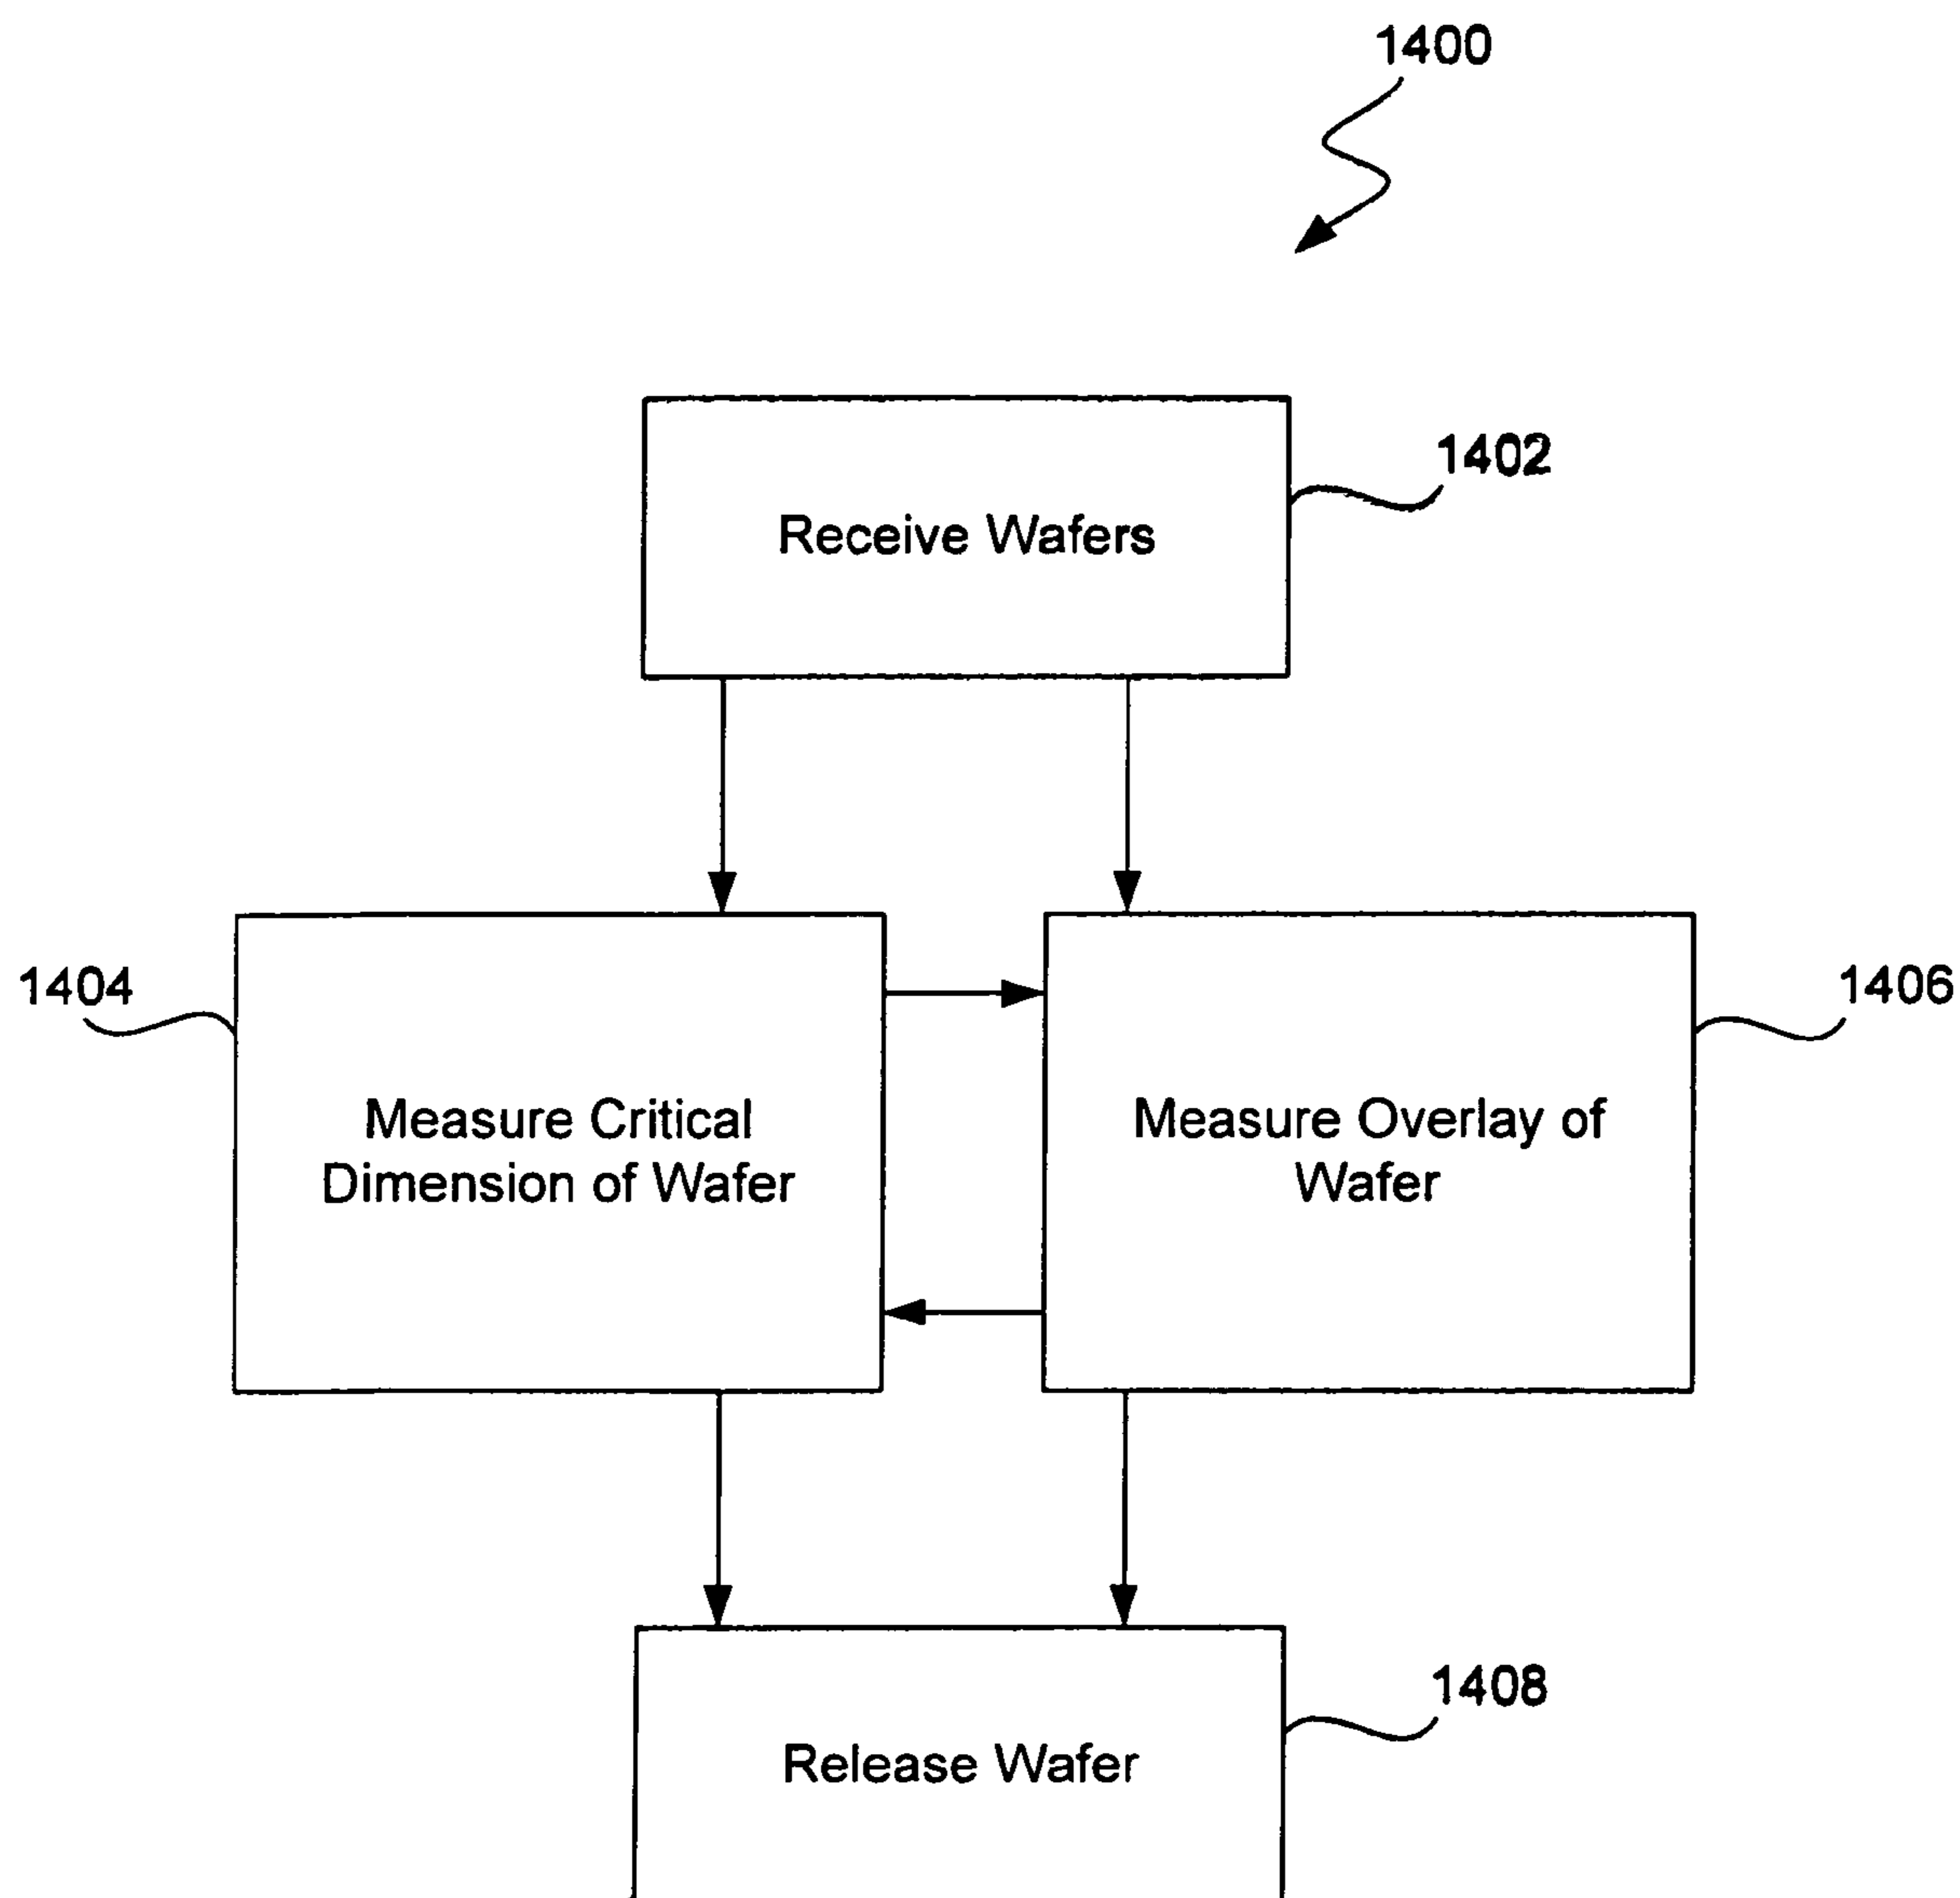 1400
1402
Receive Wafers
1404
1406
Measure Critical
Dimension of Wafer
Measure Overlay of
Wafer
1408
Release Wafer